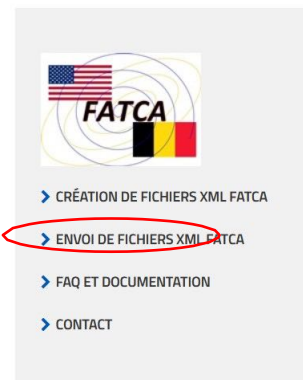 FATCA
CRÉATION DE FICHIERS XML FATCA
ENVOI DE FICHIERS XML FATCA
FAQ ET DOCUMENTATION
CONTACT